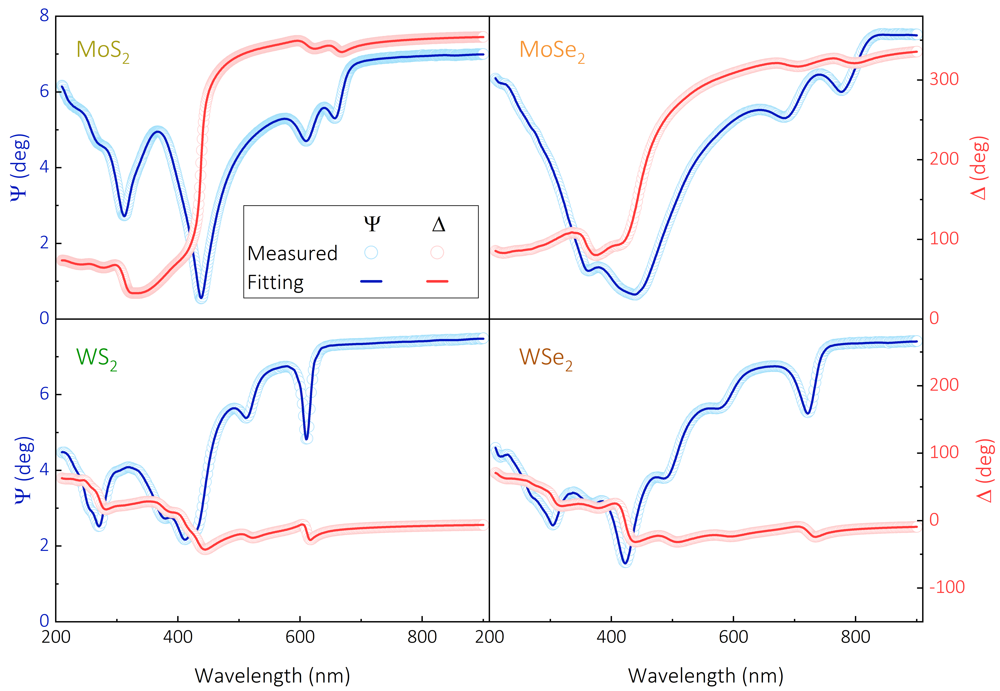 8
6
4
2
0
Ψ (deg)
MoS2
MoSe2
Ψ Δ
Measured
Fitting
300
200
100
0
Δ (deg)
6
4
2
0
Ψ (deg)
WS2
WSe2
200
100
0
-100
Δ (deg)
200 400 600 800 200 400 600 800
Wavelength (nm) Wavelength (nm)